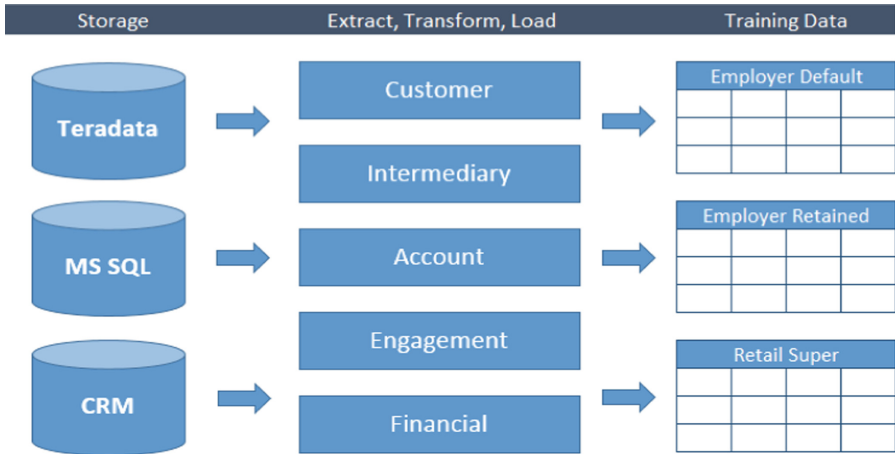 Storage
Extract, Transform, Load
Training Data
Teradata
MS SQL
CRM
Customer
Intermediary
Account
Engagement
Financial
Employer Default
Employer Retained
Retail Super